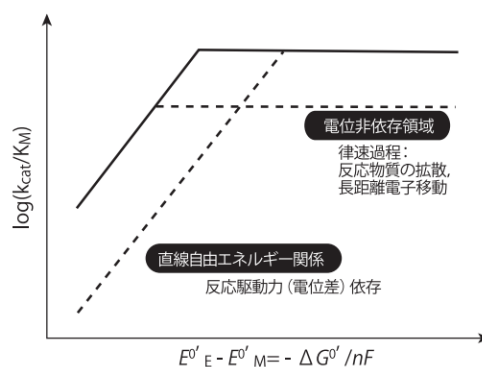 log(kcat/KM)
電位非依存領域
律速過程：
反応物質の拡散,
長距離電子移動
直線自由エネルギー関係
反応駆動力（電位差）依存
E⁰′E - E⁰′M = - ΔG⁰′/nF